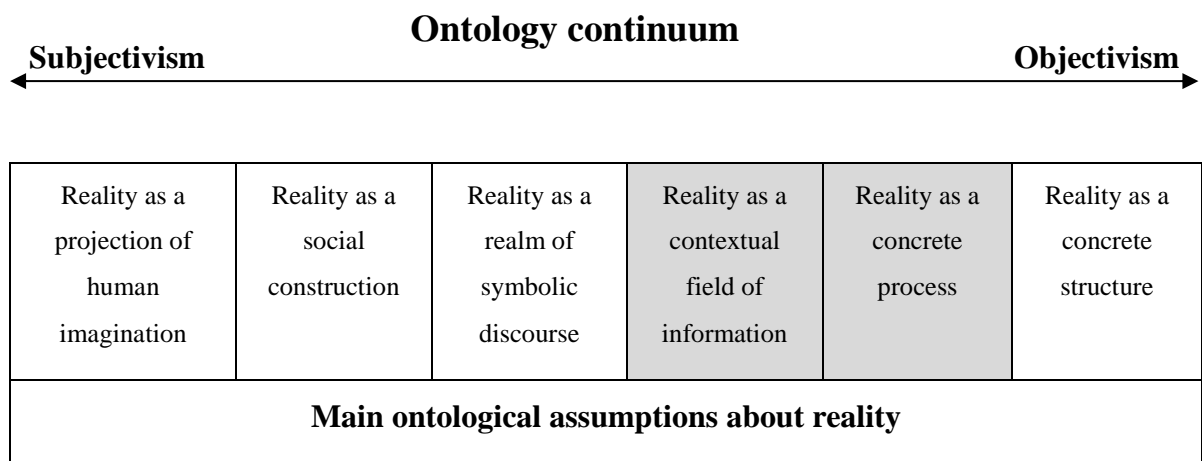 Ontology continuum
Subjectivism
Objectivism
Reality as a
projection of
human
imagination
Reality as a
social
construction
Reality as a
realm of
symbolic
discourse
Reality as a
contextual
field of
information
Reality as a
concrete
process
Reality as a
concrete
structure
Main ontological assumptions about reality